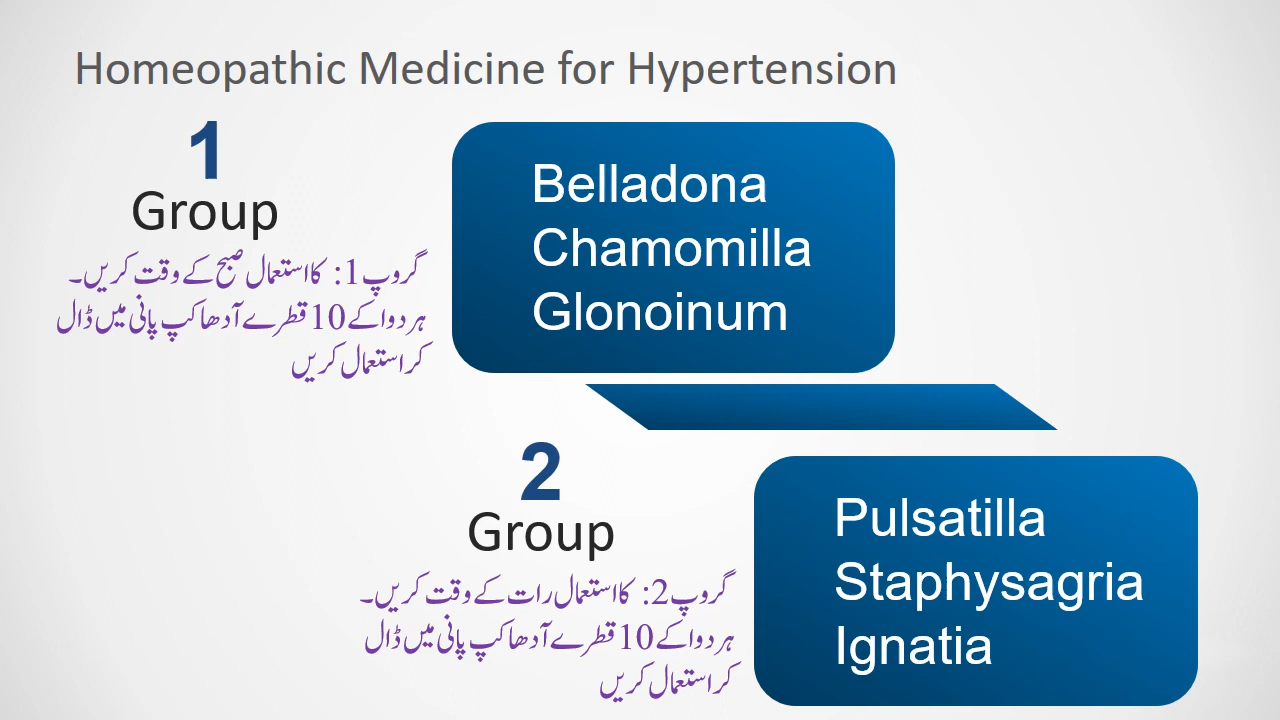 Homeopathic Medicine for Hypertension
1
Group
گروپ 1: کا استعمال صبح کے وقت کریں۔
ہر دوا کے 10 قطرے آدھا کپ پانی میں ڈال
کر استعمال کریں
Belladona
Chamomilla
Glonoinum
2
Group
گروپ 2: کا استعمال رات کے وقت کریں۔
ہر دوا کے 10 قطرے آدھا کپ پانی میں ڈال
کر استعمال کریں
Pulsatilla
Staphysagria
Ignatia